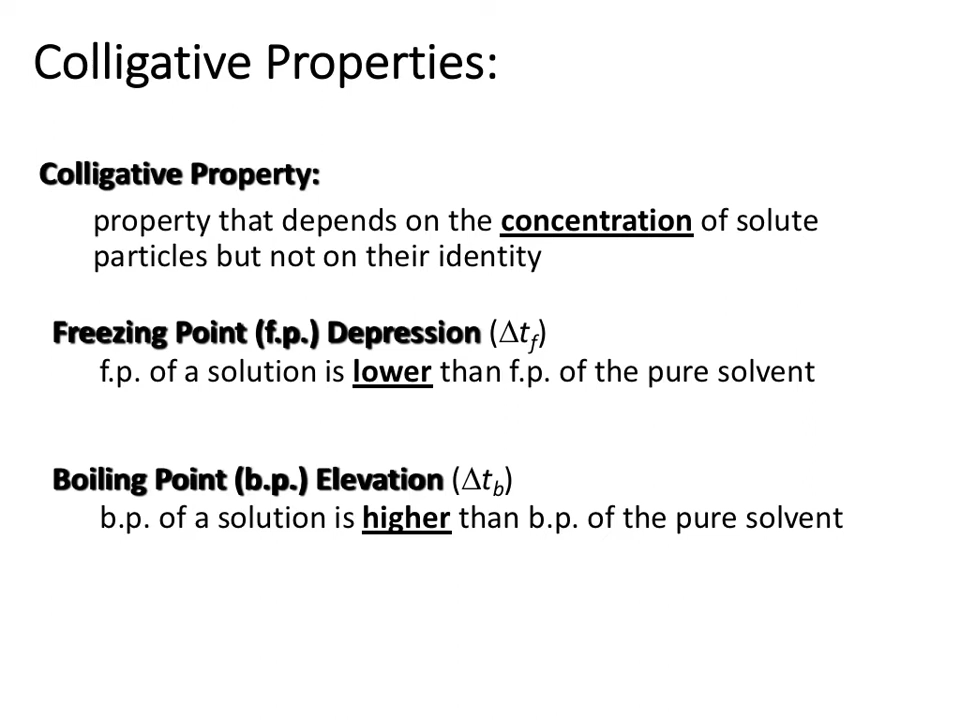 Colligative Properties:
Colligative Property:
property that depends on the concentration of solute
particles but not on their identity
Freezing Point (f.p.) Depression (Δtf)
f.p. of a solution is lower than f.p. of the pure solvent
Boiling Point (b.p.) Elevation (Δtb)
b.p. of a solution is higher than b.p. of the pure solvent